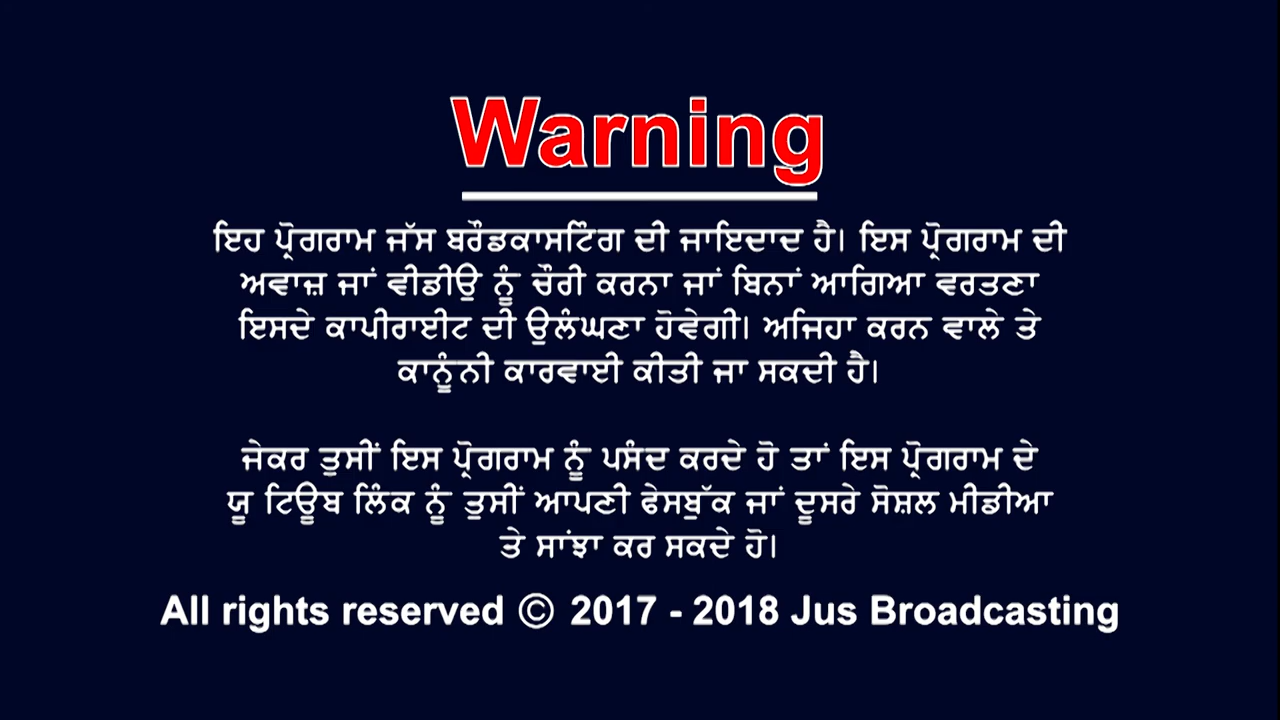 Warning
ਇਹ ਪ੍ਰੋਗਰਾਮ ਜੱਸ ਬਰੌਡਕਾਸਟਿੰਗ ਦੀ ਜਾਇਦਾਦ ਹੈ। ਇਸ ਪ੍ਰੋਗਰਾਮ ਦੀ
ਅਵਾਜ਼ ਜਾਂ ਵੀਡੀਉ ਨੂੰ ਚੌਰੀ ਕਰਨਾ ਜਾਂ ਬਿਨਾਂ ਆਗਿਆ ਵਰਤਣਾ
ਇਸਦੇ ਕਾਪੀਰਾਈਟ ਦੀ ਉਲੰਘਣਾ ਹੋਵੇਗੀ। ਅਜਿਹਾ ਕਰਨ ਵਾਲੇ ਤੇ
ਕਾਨੂੰਨੀ ਕਾਰਵਾਈ ਕੀਤੀ ਜਾ ਸਕਦੀ ਹੈ।
ਜੇਕਰ ਤੁਸੀਂ ਇਸ ਪ੍ਰੋਗਰਾਮ ਨੂੰ ਪਸੰਦ ਕਰਦੇ ਹੋ ਤਾਂ ਇਸ ਪ੍ਰੋਗਰਾਮ ਦੇ
ਯੂ ਟਿਊਬ ਲਿੰਕ ਨੂੰ ਤੁਸੀਂ ਆਪਣੀ ਫੇਸਬੁੱਕ ਜਾਂ ਦੂਸਰੇ ਸੋਸ਼ਲ ਮੀਡੀਆ
ਤੇ ਸਾਂਝਾ ਕਰ ਸਕਦੇ ਹੋ।
All rights reserved © 2017 - 2018 Jus Broadcasting